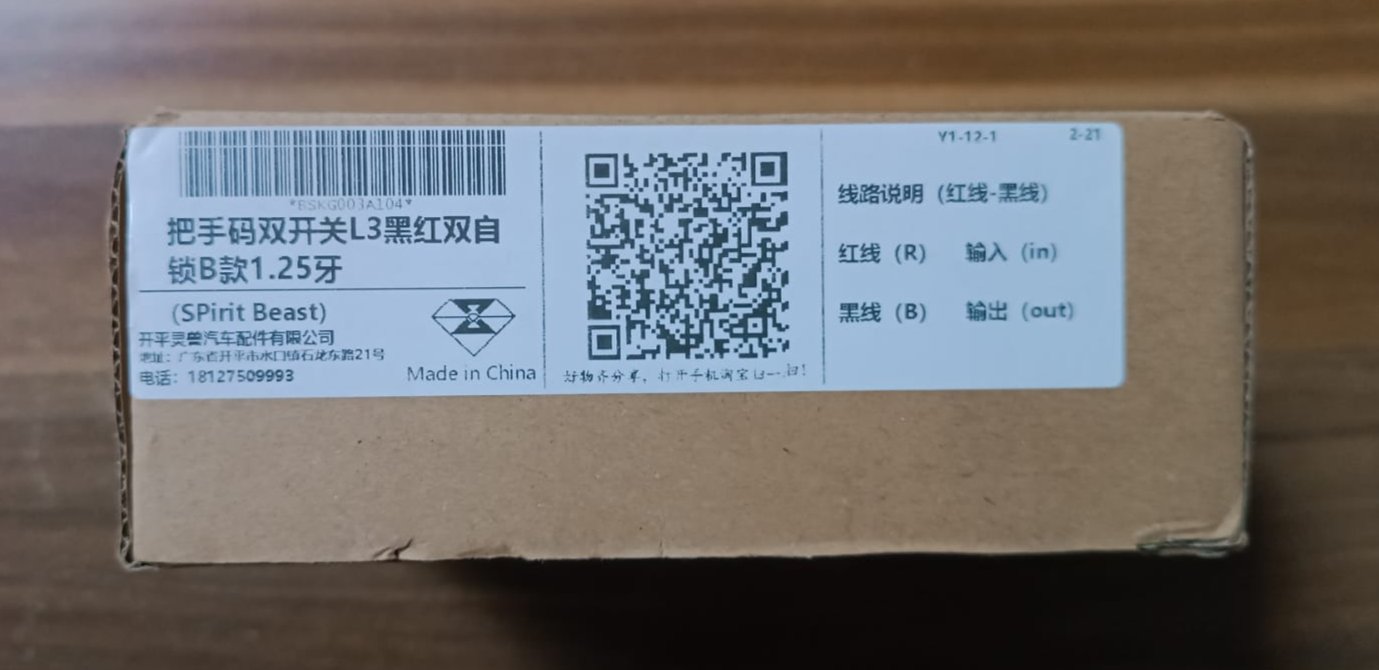 *BSKG003A104*
把手码双开关L3黑红双自
锁B款1.25牙
(SPirit Beast)
开平灵兽汽车配件有限公司
地址：广东省开平市水口镇石龙东路21号
电话：18127509993
Made in China
好物齐分享，打开手机淘宝扫一扫！
Y1-12-1 2-21
线路说明（红线-黑线）
红线（R） 输入（in）
黑线（B） 输出（out）